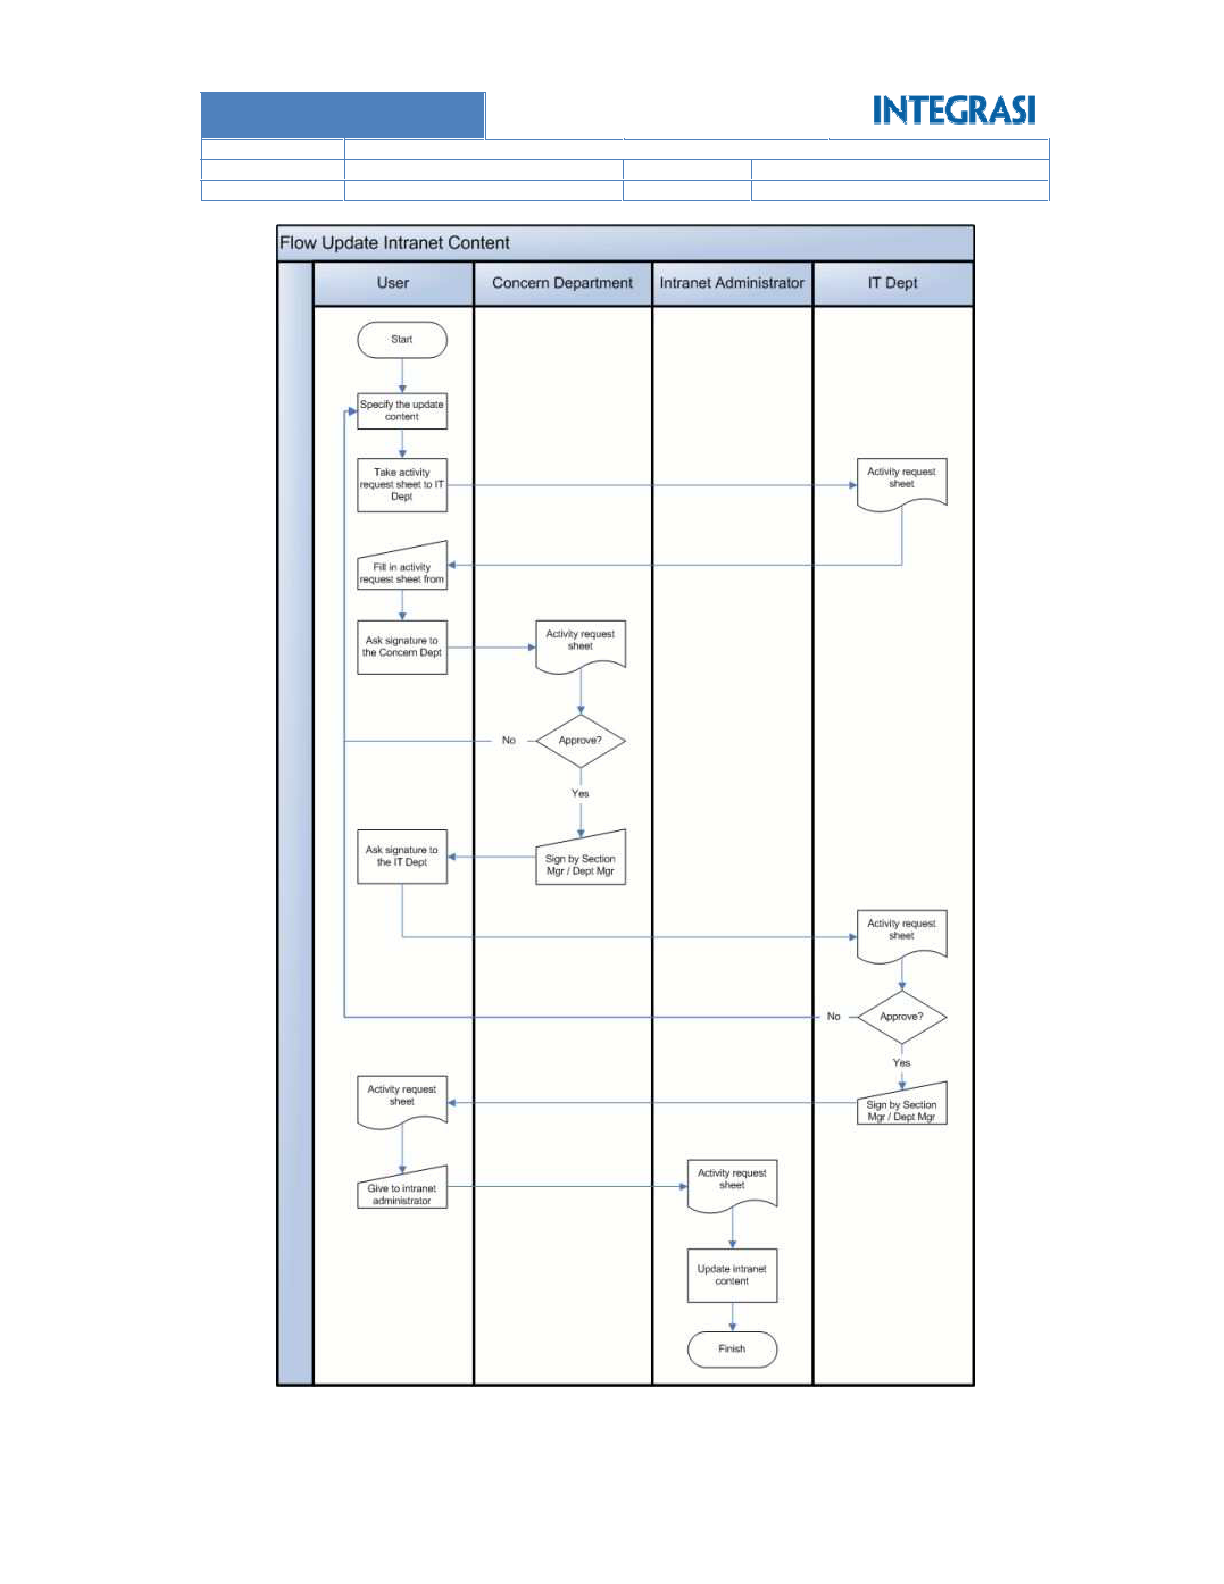 INTEGRASI
Flow Update Intranet Content
User
Concern Department
Intranet Administrator
IT Dept
Start
Specify the update
content
Take activity
request sheet to IT
Dept
Activity request
sheet
Fill in activity
request sheet from
Ask signature to
the Concern Dept
Activity request
sheet
No
Approve?
Yes
Ask signature to
the IT Dept
Sign by Section
Mgr / Dept Mgr
Activity request
sheet
No
Approve?
Yes
Activity request
sheet
Sign by Section
Mgr / Dept Mgr
Give to intranet
administrator
Activity request
sheet
Update intranet
content
Finish